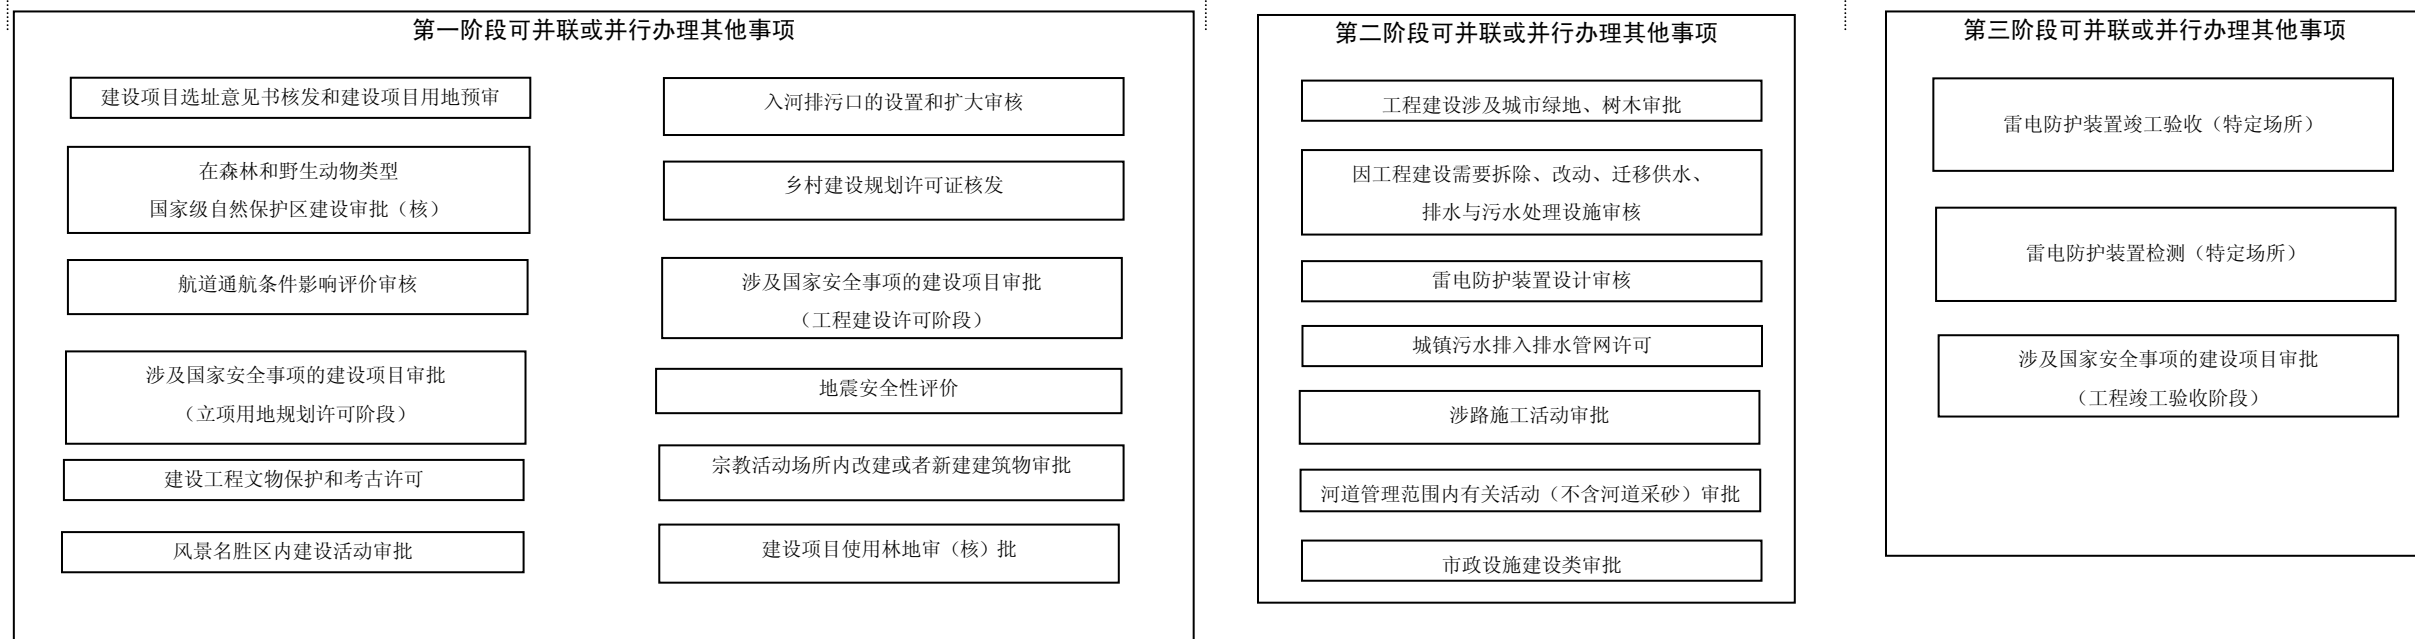 第一阶段可并联或并行办理其他事项
建设项目选址意见书核发和建设项目用地预审
在森林和野生动物类型
国家级自然保护区建设审批（核）
航道通航条件影响评价审核
涉及国家安全事项的建设项目审批
（立项用地规划许可阶段）
建设工程文物保护和考古许可
风景名胜区内建设活动审批
入河排污口的设置和扩大审核
乡村建设规划许可证核发
涉及国家安全事项的建设项目审批
（工程建设许可阶段）
地震安全性评价
宗教活动场所内改建或者新建建筑物审批
建设项目使用林地审（核）批
第二阶段可并联或并行办理其他事项
工程建设涉及城市绿地、树木审批
因工程建设需要拆除、改动、迁移供水、
排水与污水处理设施审核
雷电防护装置设计审核
城镇污水排入排水管网许可
涉路施工活动审批
河道管理范围内有关活动（不含河道采砂）审批
市政设施建设类审批
第三阶段可并联或并行办理其他事项
雷电防护装置竣工验收（特定场所）
雷电防护装置检测（特定场所）
涉及国家安全事项的建设项目审批
（工程竣工验收阶段）